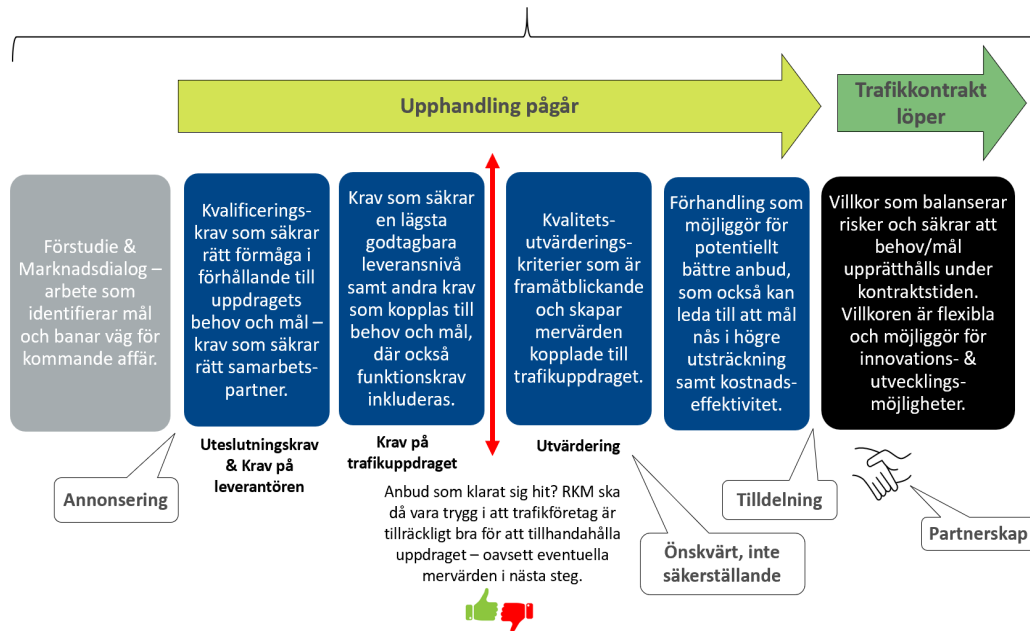 Upphandling pågår
Trafikkontrakt
löper
Förstudie &
Marknadsdialog –
arbete som
identifierar mål
och banar väg för
kommande affär.
Kvalificerings-
krav som säkrar
rätt förmåga i
förhållande till
uppdragets
behov och mål –
krav som säkrar
rätt samarbets-
partner.
Krav som säkrar
en lägsta
godtagbara
leveransnivå
samt andra krav
som kopplas till
behov och mål,
där också
funktionskrav
inkluderas.
Kvalitets-
utvärderings-
kriterier som är
framåtblickande
och skapar
mervärden
kopplade till
trafikuppdraget.
Förhandling som
möjliggör för
potentiellt
bättre anbud,
som också kan
leda till att mål
nås i högre
utsträckning
samt kostnads-
effektivitet.
Villkor som balanserar
risker och säkrar att
behov/mål
upprätthålls under
kontraktstiden.
Villkoren är flexibla
och möjliggör för
innovations- &
utvecklings-
möjligheter.
Annonsering
Uteslutningskrav
& Krav på
leverantören
Krav på
trafikuppdraget
Utvärdering
Anbud som klarat sig hit? RKM ska
då vara trygg i att trafikföretag är
tillräckligt bra för att tillhandahålla
uppdraget – oavsett eventuella
mervärden i nästa steg.
Önskvärt, inte
säkerställande
Tilldelning
Partnerskap